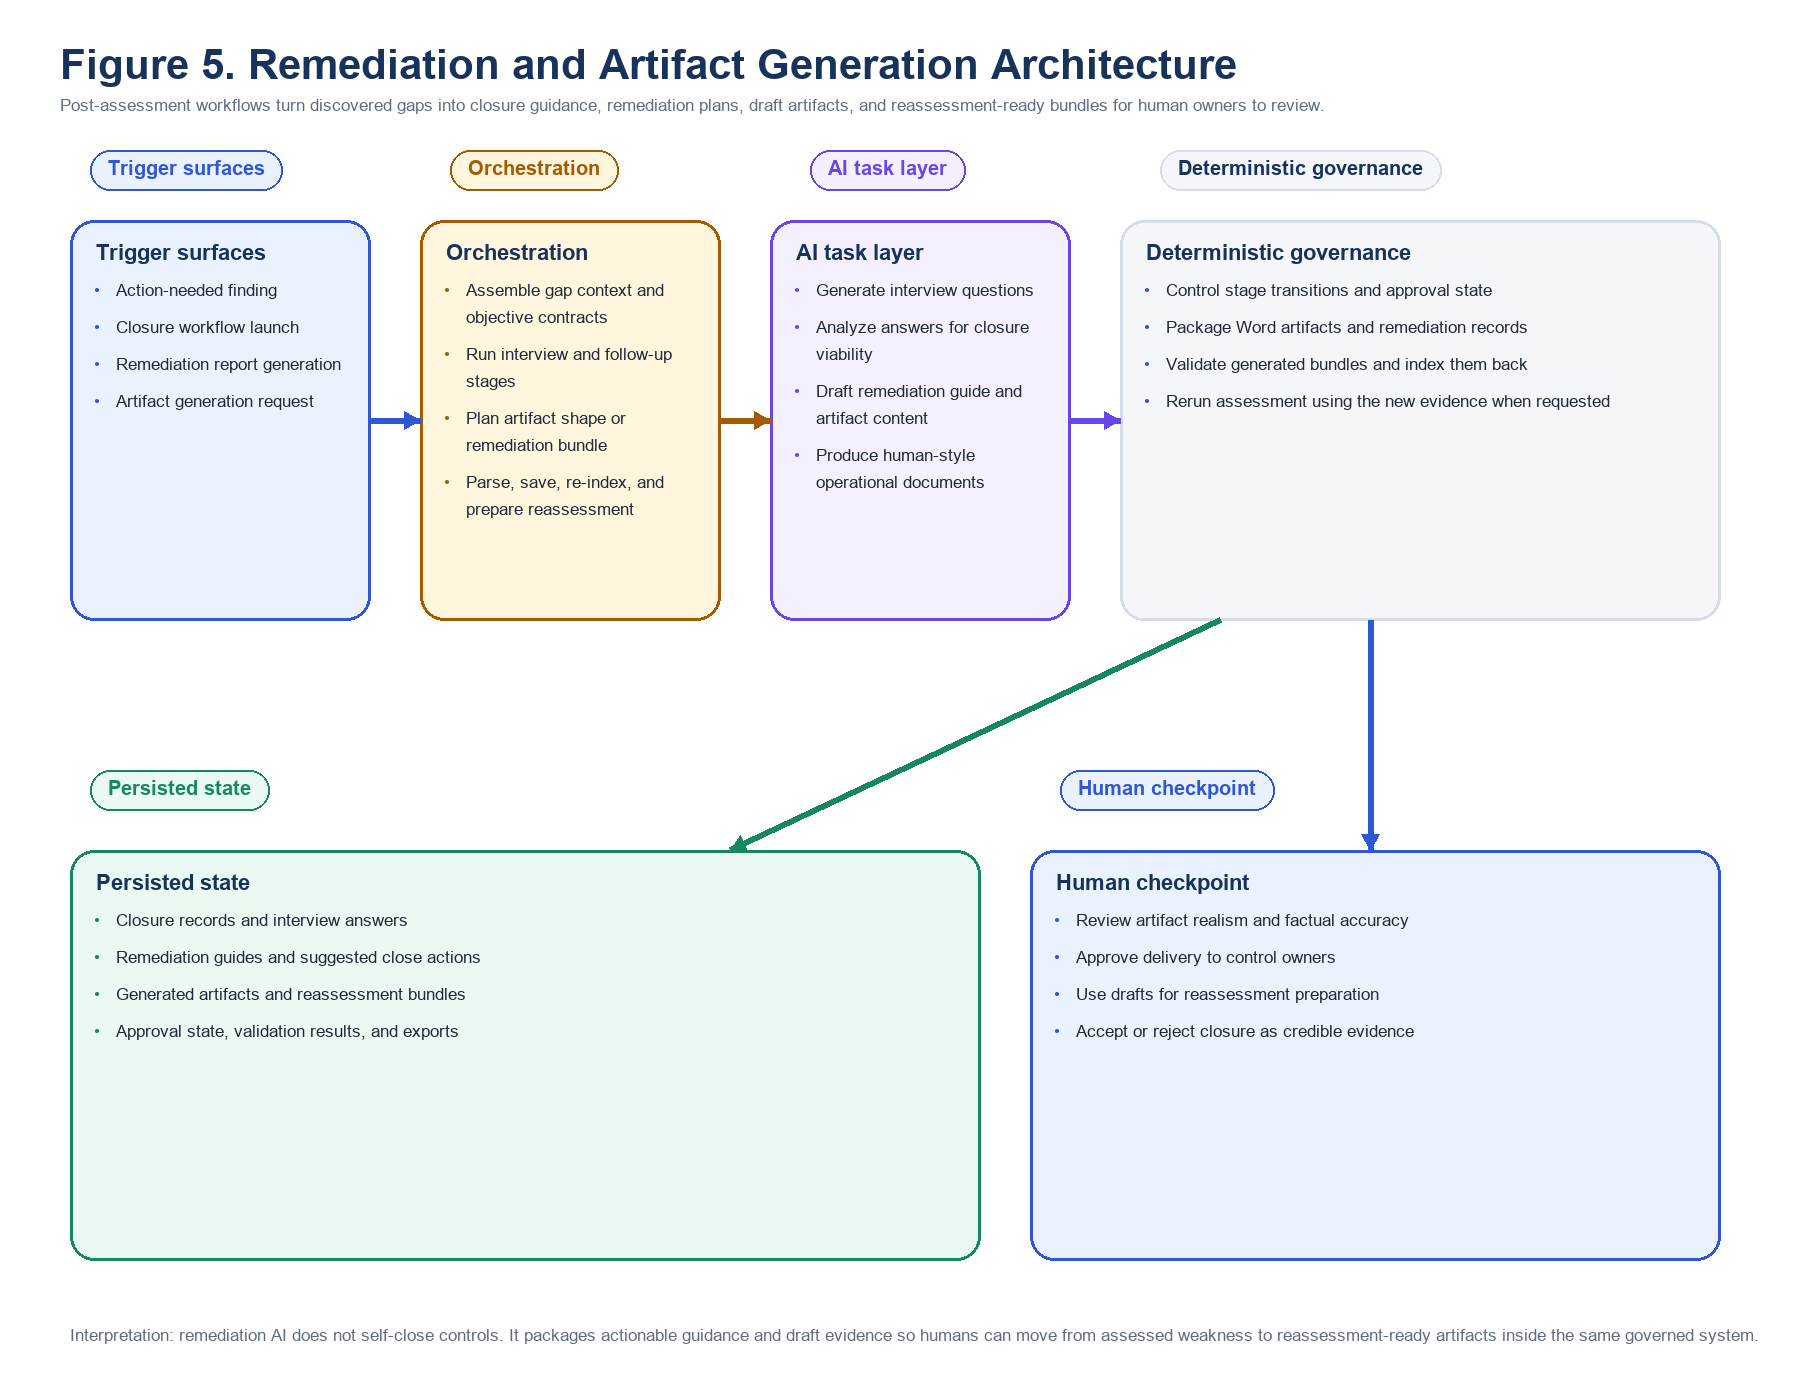 Figure 5. Remediation and Artifact Generation Architecture
Post-assessment workflows turn discovered gaps into closure guidance, remediation plans, draft artifacts, and reassessment-ready bundles for human owners to review.
Trigger surfaces
Orchestration
AI task layer
Deterministic governance
Trigger surfaces
• Action-needed finding
• Closure workflow launch
• Remediation report generation
• Artifact generation request
Orchestration
• Assemble gap context and
objective contracts
• Run interview and follow-up
stages
• Plan artifact shape or
remediation bundle
• Parse, save, re-index, and
prepare reassessment
AI task layer
• Generate interview questions
• Analyze answers for closure
viability
• Draft remediation guide and
artifact content
• Produce human-style
operational documents
Deterministic governance
• Control stage transitions and approval state
• Package Word artifacts and remediation records
• Validate generated bundles and index them back
• Rerun assessment using the new evidence when requested
Persisted state
Human checkpoint
Persisted state
• Closure records and interview answers
• Remediation guides and suggested close actions
• Generated artifacts and reassessment bundles
• Approval state, validation results, and exports
Human checkpoint
• Review artifact realism and factual accuracy
• Approve delivery to control owners
• Use drafts for reassessment preparation
• Accept or reject closure as credible evidence
Interpretation: remediation AI does not self-close controls. It packages actionable guidance and draft evidence so humans can move from assessed weakness to reassessment-ready artifacts inside the same governed system.